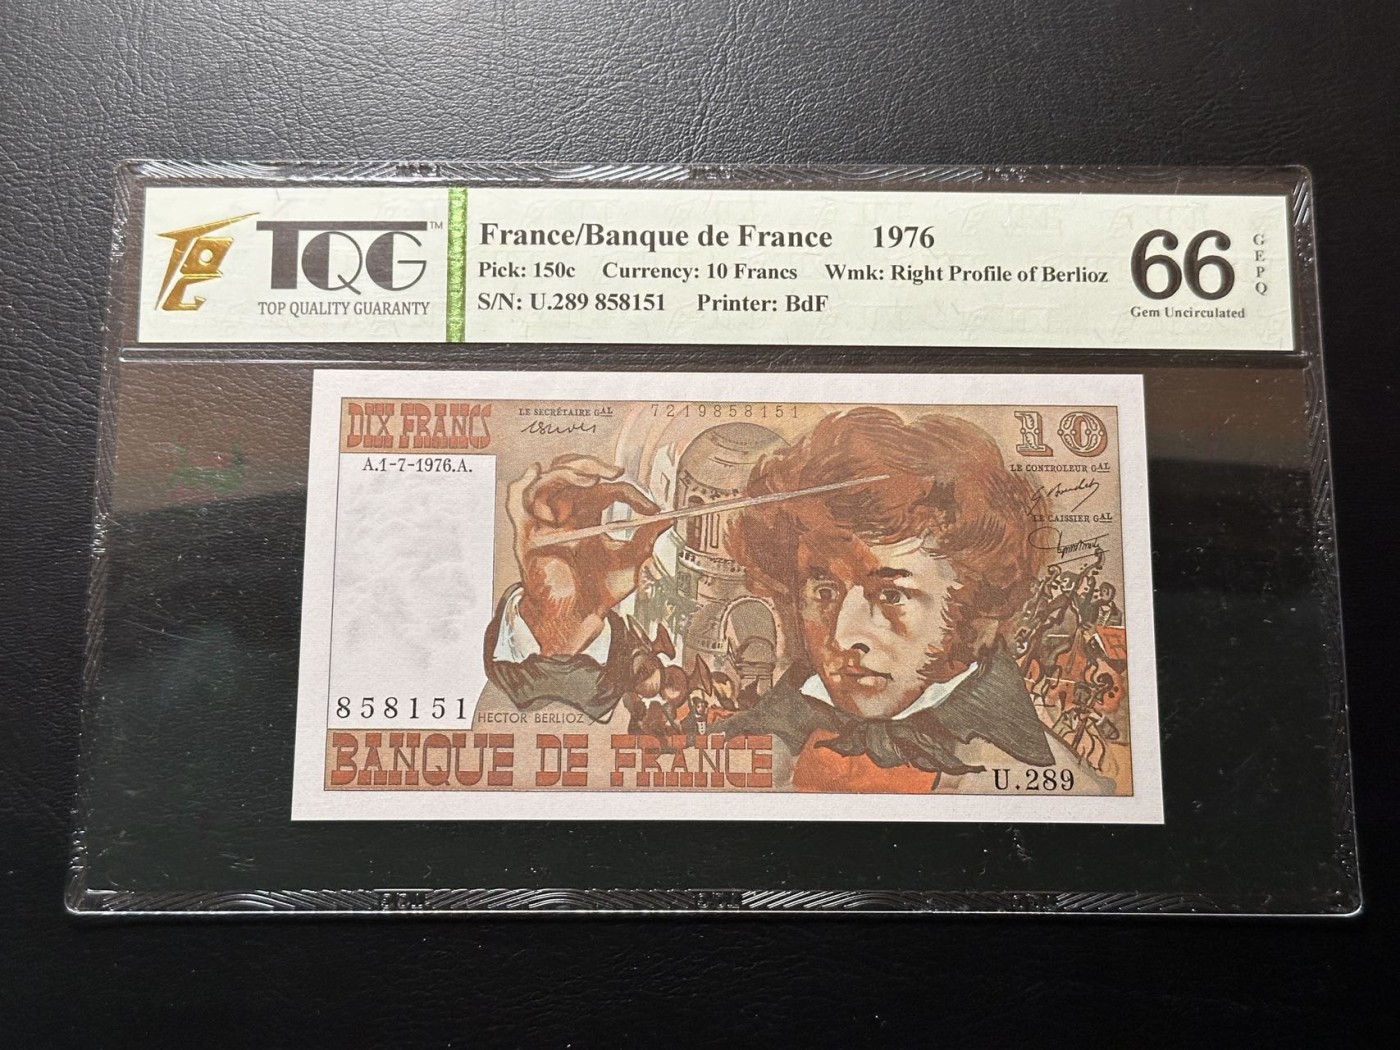 TQG™
TOP QUALITY GUARANTY
France/Banque de France 1976
Pick: 150c Currency: 10 Francs Wmk: Right Profile of Berlioz
S/N: U.289 858151 Printer: BdF
66
Gem Uncirculated
GEPQ
DIX FRANCS
LE SECRÉTAIRE GAL
7219858151
10
A.1-7-1976.A.
LE CONTROLEUR GAL
LE CAISSIER GAL
858151
HECTOR BERLIOZ
BANQUE DE FRANCE
U.289